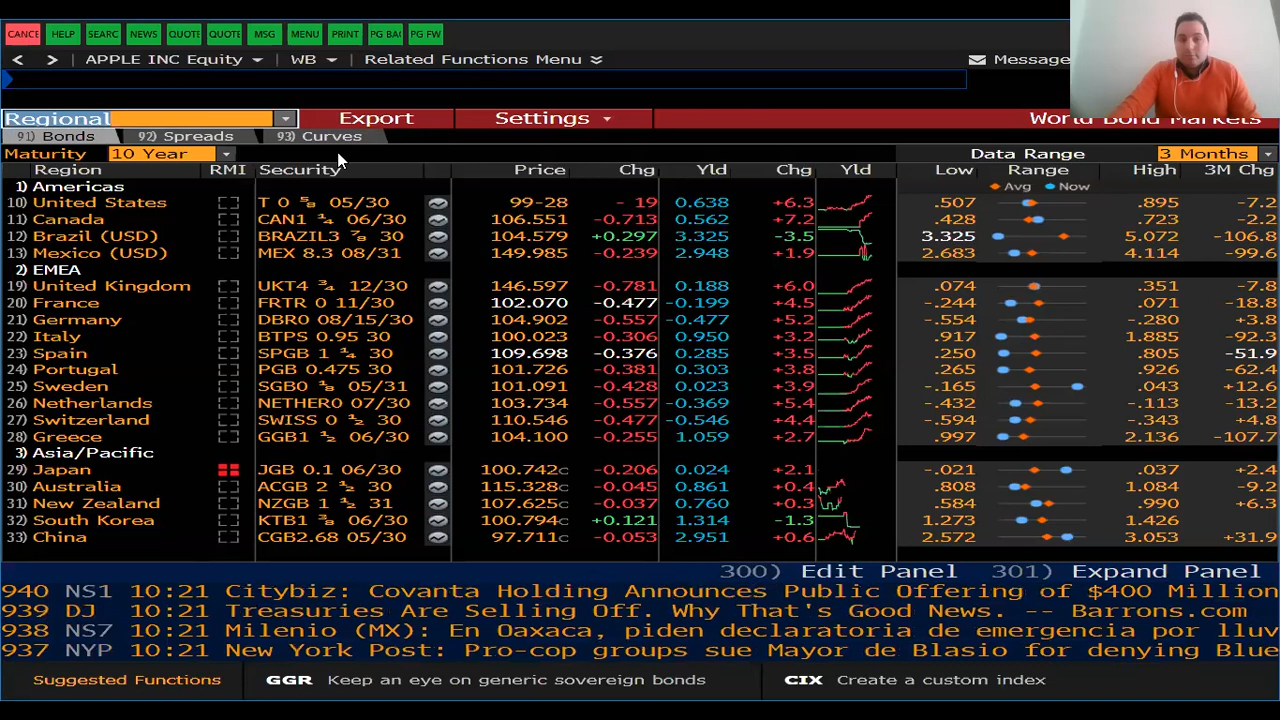 CANCE HELP SEARC NEWS QUOTE QUOTE MSG MENU PRINT PG BAC PG FW
< > APPLE INC Equity WB Related Functions Menu Message
Regional Export Settings World Bond Markets
91) Bonds 92) Spreads 93) Curves
Maturity 10 Year Data Range 3 Months
Region RMI Security Price Chg Yld Chg Yld Low Range High 3M Chg
1) Americas Avg Now
10) United States T 0 ⅝ 05/30 99-28 - 19 0.638 +6.3 .507 .895 -7.2
11) Canada CAN1 ¼ 06/30 106.551 -0.713 0.562 +7.2 .428 .723 -2.2
12) Brazil (USD) BRAZIL3 ⅞ 30 104.579 +0.297 3.325 -3.5 3.325 5.072 -106.8
13) Mexico (USD) MEX 8.3 08/31 149.985 -0.239 2.948 +1.9 2.683 4.114 -99.6
2) EMEA
19) United Kingdom UKT4 ¾ 12/30 146.597 -0.781 0.188 +6.0 .074 .351 -7.8
20) France FRTR 0 11/30 102.070 -0.477 -0.199 +4.5 -.244 .071 -18.8
21) Germany DBR0 08/15/30 104.902 -0.557 -0.477 +5.2 -.554 -.280 +3.8
22) Italy BTPS 0.95 30 100.023 -0.306 0.950 +3.2 .917 1.885 -92.3
23) Spain SPGB 1 ¼ 30 109.698 -0.376 0.285 +3.5 .250 .805 -51.9
24) Portugal PGB 0.475 30 101.726 -0.381 0.303 +3.8 .265 .926 -62.4
25) Sweden SGB0 ⅛ 05/31 101.091 -0.428 0.023 +3.9 -.165 .043 +12.6
26) Netherlands NETHER0 07/30 103.734 -0.557 -0.369 +5.4 -.432 -.113 -13.2
27) Switzerland SWISS 0 ½ 30 110.546 -0.477 -0.546 +4.4 -.594 -.343 +4.8
28) Greece GGB1 ½ 06/30 104.100 -0.255 1.059 +2.7 .997 2.136 -107.7
3) Asia/Pacific
29) Japan JGB 0.1 06/30 100.742c -0.206 0.024 +2.1 -.021 .037 +2.4
30) Australia ACGB 2 ½ 30 115.328c -0.045 0.861 +0.4 .808 1.084 -9.2
31) New Zealand NZGB 1 ½ 31 107.625c -0.037 0.760 +0.3 .584 .990 +6.3
32) South Korea KTB1 ⅜ 06/30 100.794c +0.121 1.314 -1.3 1.273 1.426
33) China CGB2.68 05/30 97.711c -0.053 2.951 +0.6 2.572 3.053 +31.9
300) Edit Panel 301) Expand Panel
940 NS1 10:21 Citybiz: Covanta Holding Announces Public Offering of $400 Million
939 DJ 10:21 Treasuries Are Selling Off. Why That's Good News. -- Barrons.com
938 NS7 10:21 Milenio (MX): En Oaxaca, piden declaratoria de emergencia por lluv
937 NYP 10:21 New York Post: Pro-cop groups sue Mayor de Blasio for denying Blue
Suggested Functions GGR Keep an eye on generic sovereign bonds CIX Create a custom index